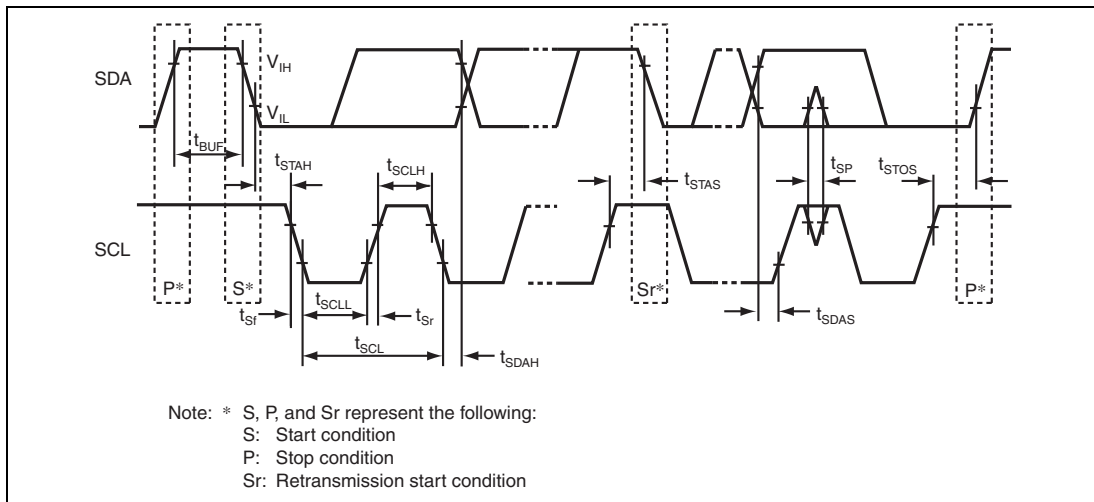 SDA
V_IH
V_IL
t_BUF
t_STAH
t_SCLH
t_STAS
t_SP
t_STOS
SCL
P*
S*
Sr*
P*
t_Sf
t_SCLL
t_Sr
t_SDAS
t_SCL
t_SDAH
Note: * S, P, and Sr represent the following:
S: Start condition
P: Stop condition
Sr: Retransmission start condition